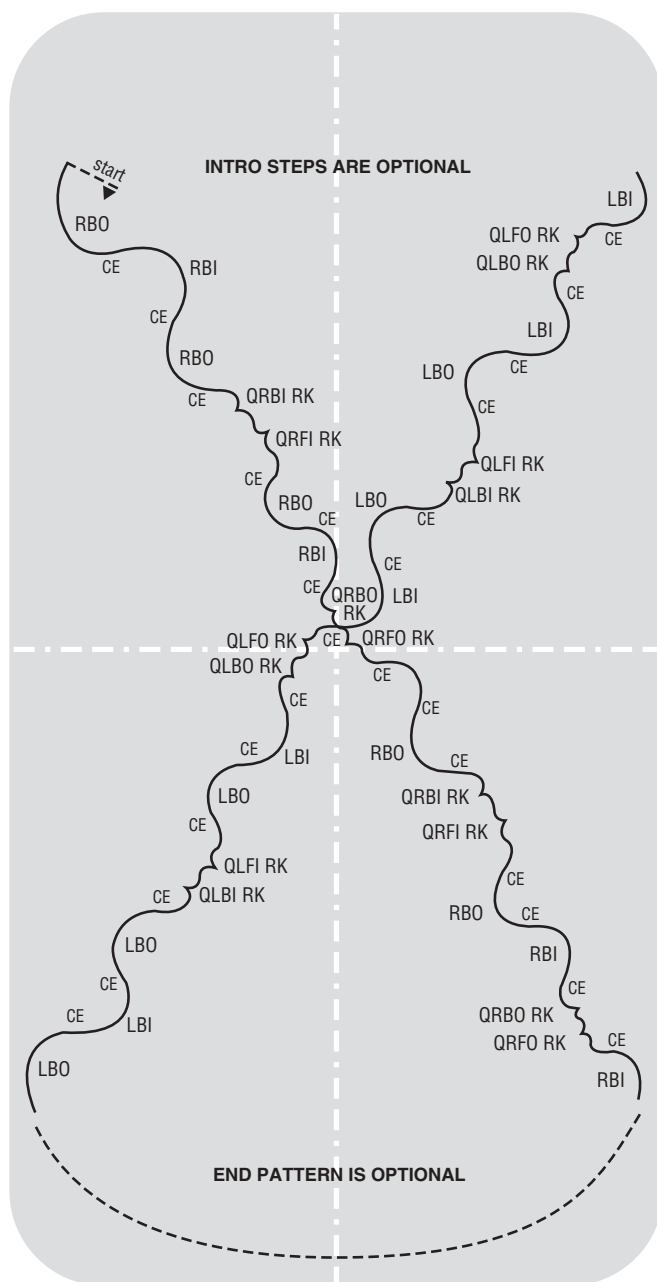 start
INTRO STEPS ARE OPTIONAL
RBO
CE
RBI
CE
RBO
CE
QRBI RK
QRFI RK
CE
RBO
CE
RBI
CE
QRBO
RK
QRFO RK
CE
CE
RBO
CE
QRBI RK
QRFI RK
CE
RBO
CE
RBI
CE
QRBO RK
QRFO RK
CE
RBI
END PATTERN IS OPTIONAL
LBO
CE
LBI
CE
LBO
CE
QLBI RK
QLFI RK
CE
LBO
CE
LBI
CE
QLBO RK
QLFO RK
CE
LBI
CE
LBO
CE
QLBI RK
QLFI RK
CE
LBO
CE
LBI
CE
QLBO RK
QLFO RK
CE
LBI